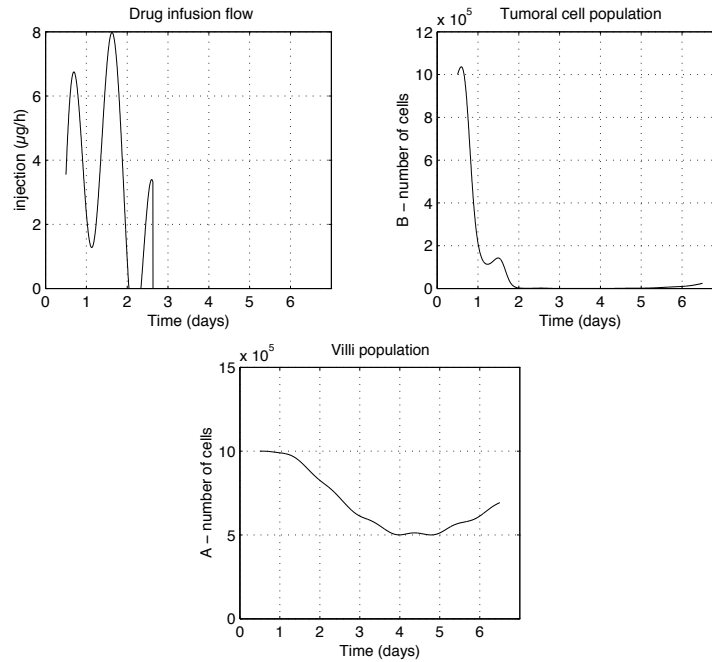 Drug infusion flow
8
6
4
2
0
injection (µg/h)
0 1 2 3 4 5 6
Time (days)
Tumoral cell population
x 10^5
12
10
8
6
4
2
0
B − number of cells
0 1 2 3 4 5 6
Time (days)
Villi population
x 10^5
15
10
5
0
A − number of cells
0 1 2 3 4 5 6
Time (days)